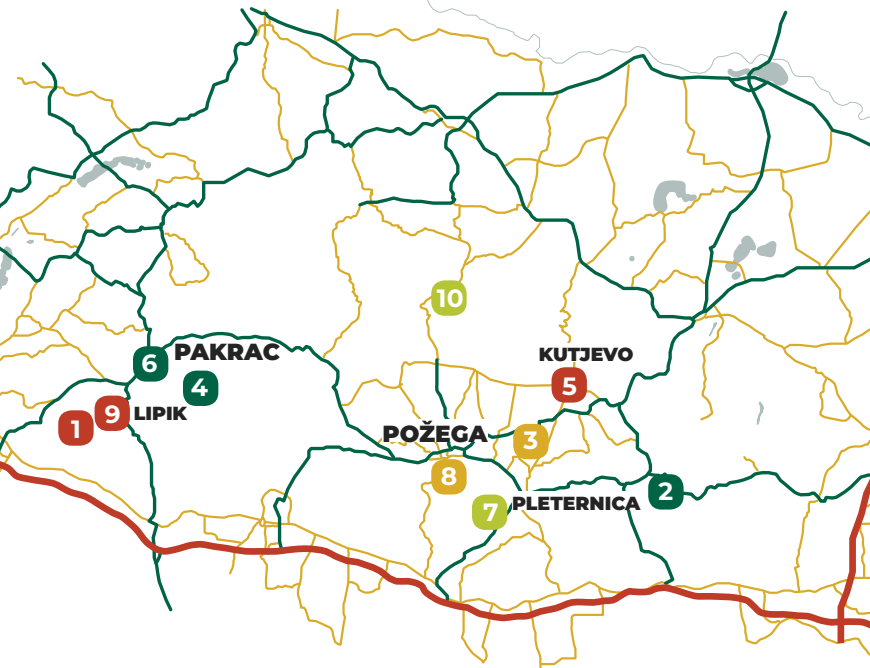 10
KUTJEVO
6 PAKRAC
4
5
1 9 LIPIK
POŽEGA 3
8
2
7 PLETERNICA